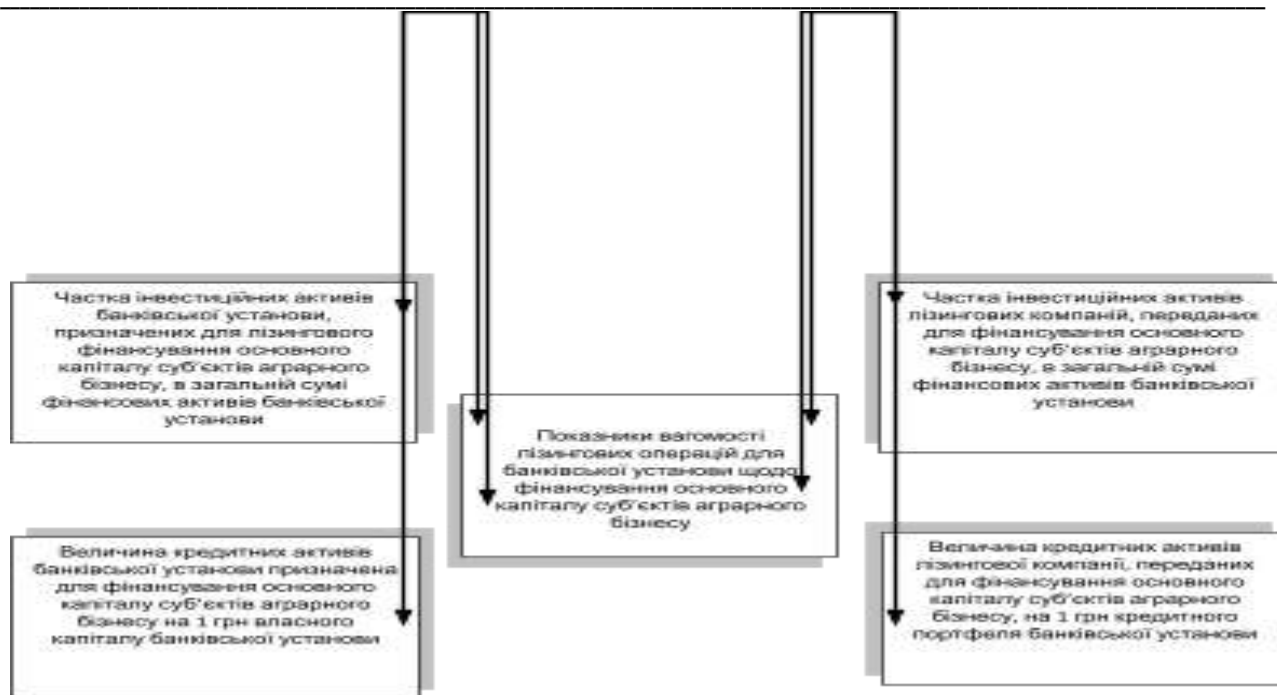 Частка інвестиційних активів
банківської установи,
призначених для лізингового
фінансування основного
капіталу суб'єктів аграрного
бізнесу, в загальній сумі
фінансових активів банківської
установи
Частка інвестиційних активів
лізингових компаній, переданих
для фінансування основного
капіталу суб'єктів аграрного
бізнесу, в загальній сумі
фінансових активів банківської
установи
Показники вагомості
лізингових операцій для
банківської установи щодо
фінансування основного
капіталу суб'єктів аграрного
бізнесу
Величина кредитних активів
банківської установи призначена
для фінансування основного
капіталу суб'єктів аграрного
бізнесу на 1 грн власного
капіталу банківської установи
Величина кредитних активів
лізингової компанії, переданих
для фінансування основного
капіталу суб'єктів аграрного
бізнесу, на 1 грн кредитного
портфеля банківської установи